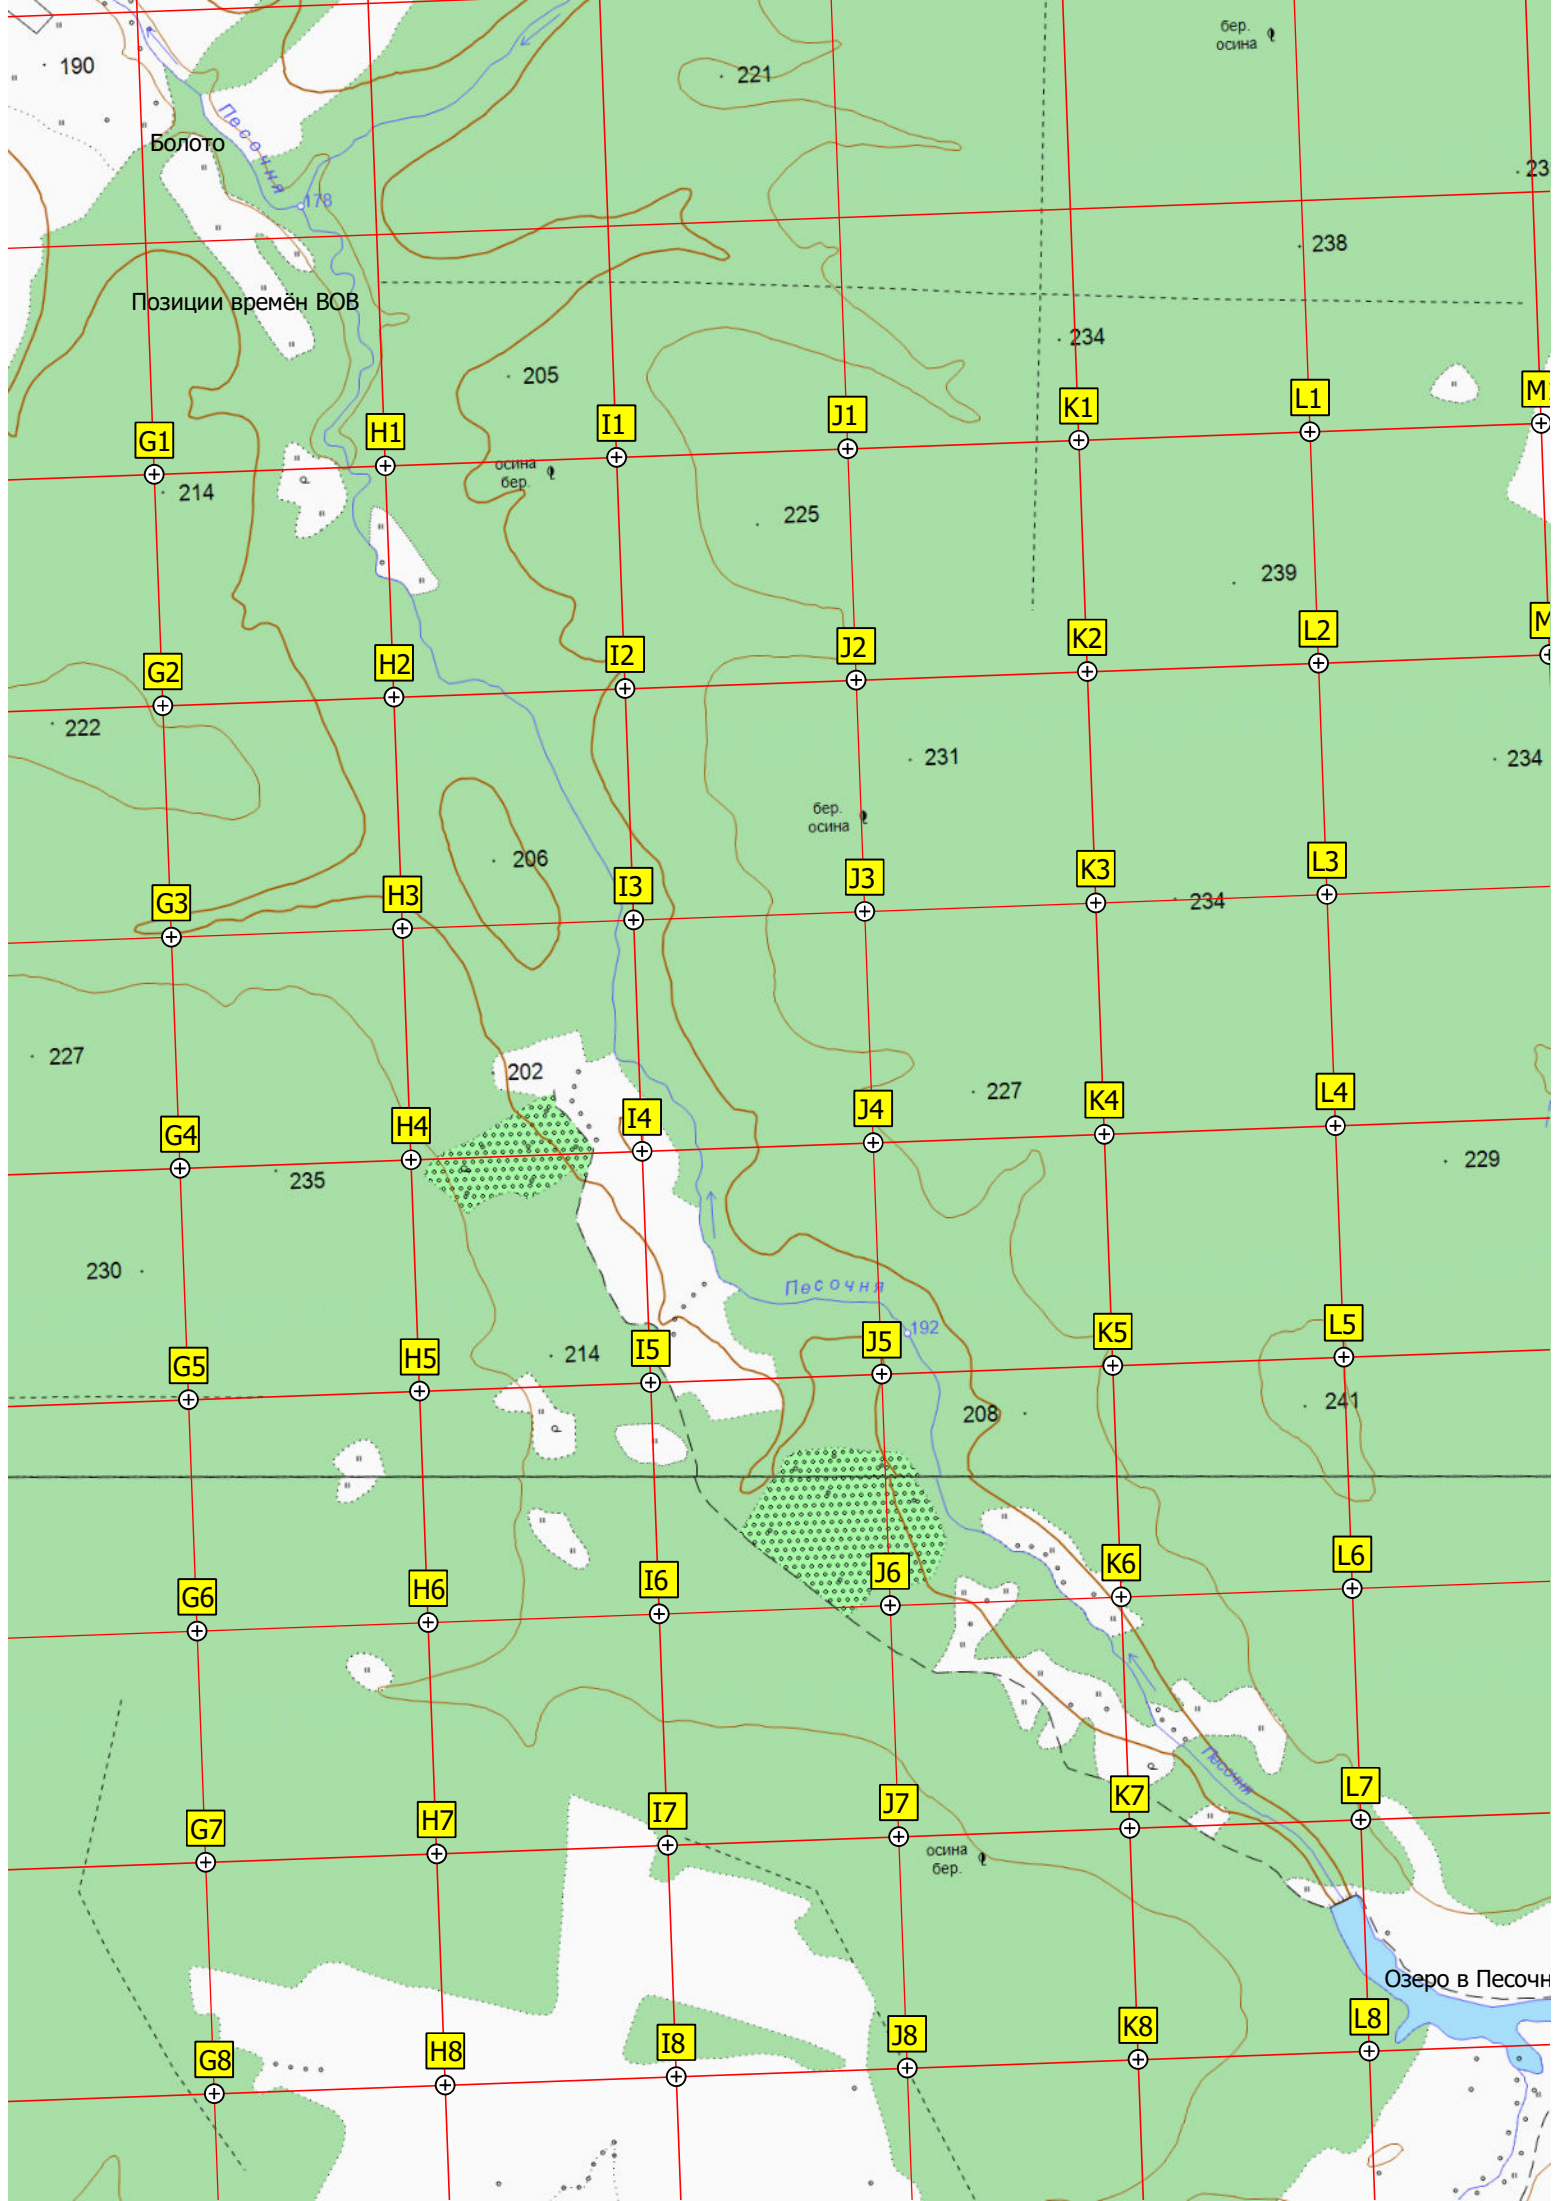 бер.
осина
190
221
Песочня
Болото
178
23
238
Позиции времён ВОВ
234
205
G1
H1
I1
J1
K1
L1
M
осина
бер.
214
225
239
G2
H2
I2
J2
K2
L2
M
222
231
234
бер.
осина
206
G3
H3
I3
J3
K3
L3
234
227
202
227
G4
H4
I4
J4
K4
L4
235
229
230
Песочня
192
214
G5
H5
I5
J5
K5
L5
208
241
G6
H6
I6
J6
K6
L6
Песочня
G7
H7
I7
J7
K7
L7
осина
бер.
Озеро в Песочн
G8
H8
I8
J8
K8
L8